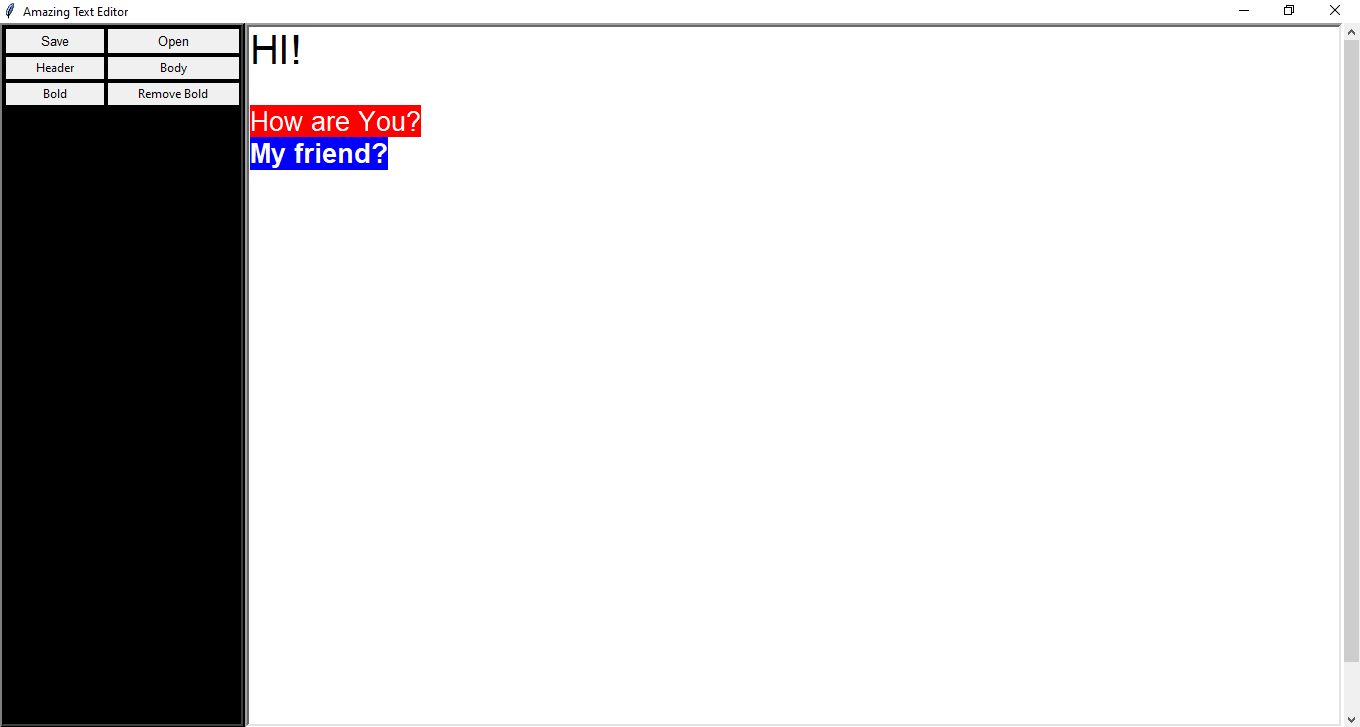 Amazing Text Editor
Save Open
Header Body
Bold Remove Bold
HI!
How are You?
My friend?